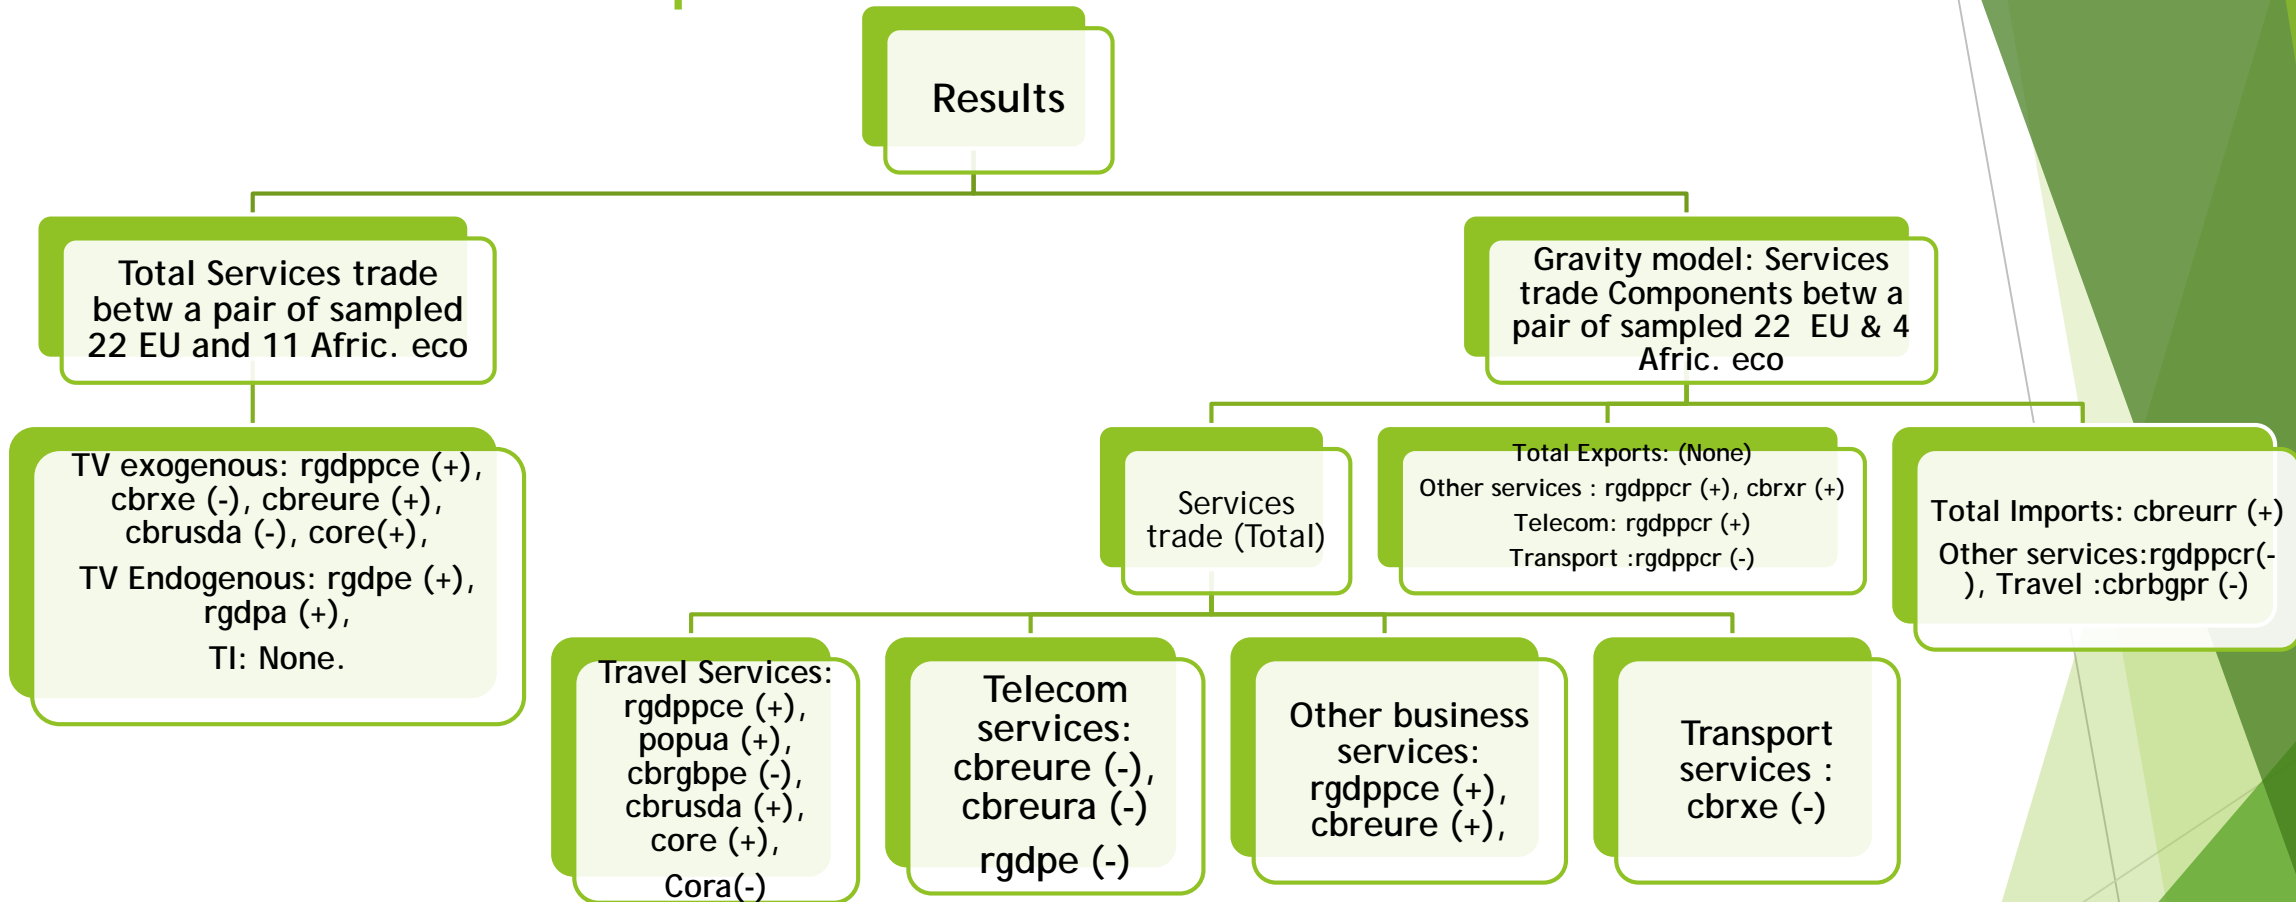 Results
Total Services trade
betw a pair of sampled
22 EU and 11 Afric. eco
Gravity model: Services
trade Components betw a
pair of sampled 22 EU & 4
Afric. eco
TV exogenous: rgdppce (+),
cbrxe (-), cbreure (+),
cbrusda (-), core(+),
TV Endogenous: rgdpe (+),
rgdpa (+),
TI: None.
Services
trade (Total)
Total Exports: (None)
Other services : rgdppcr (+), cbrxr (+)
Telecom: rgdppcr (+)
Transport :rgdppcr (-)
Total Imports: cbreurr (+)
Other services:rgdppcr(-
), Travel :cbrbgpr (-)
Travel Services:
rgdppce (+),
popua (+),
cbrgbpe (-),
cbrusda (+),
core (+),
Cora(-)
Telecom
services:
cbreure (-),
cbreura (-)
rgdpe (-)
Other business
services:
rgdppce (+),
cbreure (+),
Transport
services :
cbrxe (-)